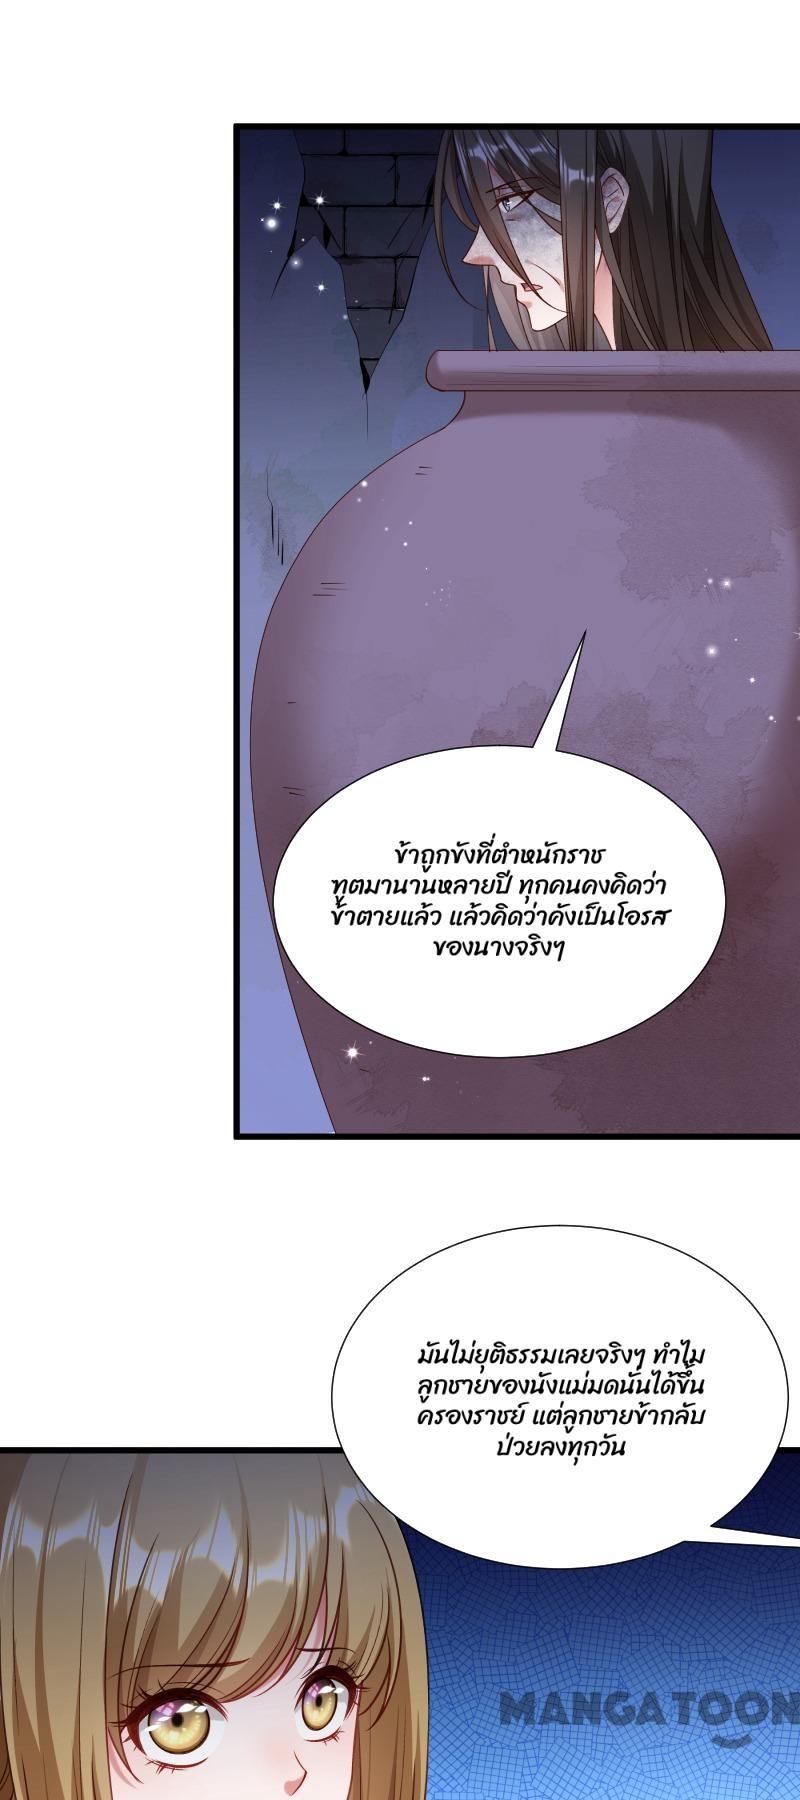 ข้าถูกขังที่ตำหนักราช
ทูตมานานหลายปี ทุกคนคงคิดว่า
ข้าตายแล้ว แล้วคิดว่าคังเป็นโอรส
ของนางจริงๆ
มันไม่ยุติธรรมเลยจริงๆ ทำไม
ลูกชายของนังแม่มดนั่นได้ขึ้น
ครองราชย์ แต่ลูกชายข้ากลับ
ป่วยลงทุกวัน
MANGATOON